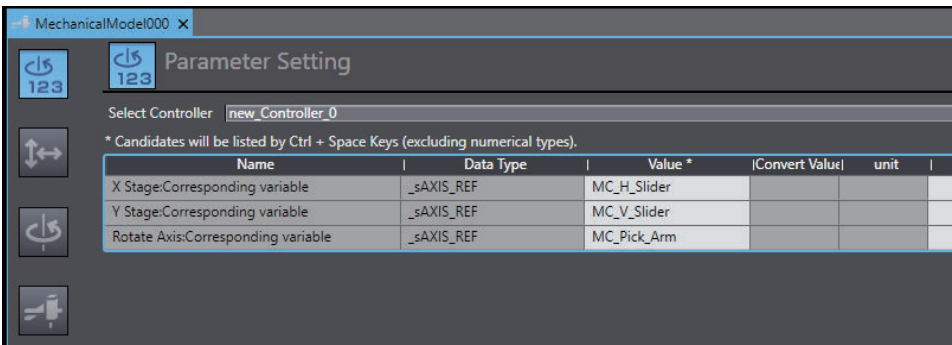 MechanicalModel000 X
123
123 Parameter Setting
Select Controller new_Controller_0
* Candidates will be listed by Ctrl + Space Keys (excluding numerical types).
Name | Data Type | Value * | Convert Value | unit |
X Stage:Corresponding variable _sAXIS_REF MC_H_Slider
Y Stage:Corresponding variable _sAXIS_REF MC_V_Slider
Rotate Axis:Corresponding variable _sAXIS_REF MC_Pick_Arm